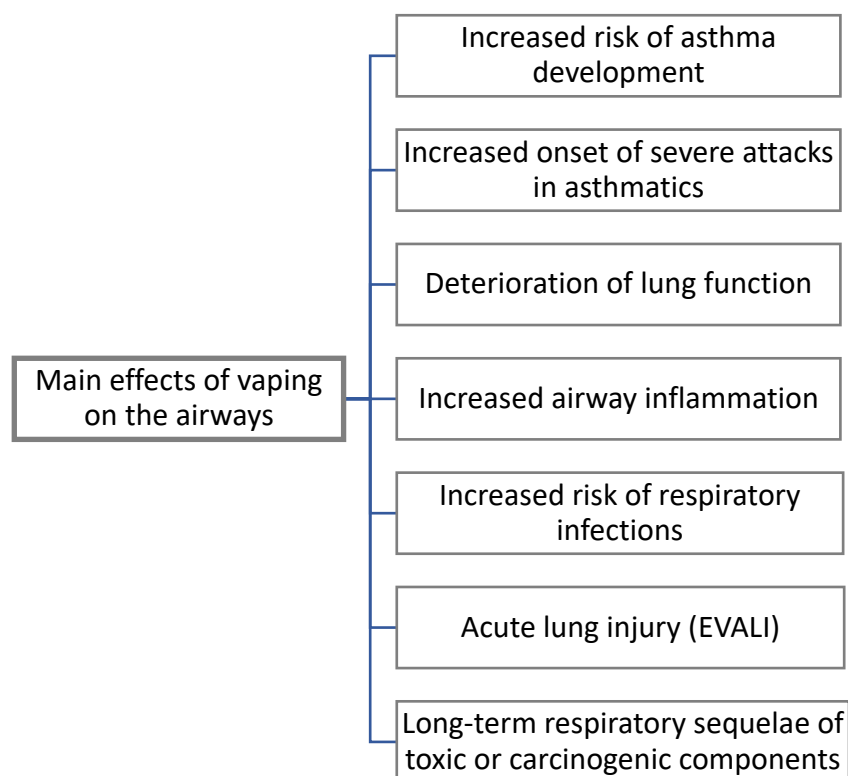 Increased risk of asthma
development
Increased onset of severe attacks
in asthmatics
Deterioration of lung function
Main effects of vaping
on the airways
Increased airway inflammation
Increased risk of respiratory
infections
Acute lung injury (EVALI)
Long-term respiratory sequelae of
toxic or carcinogenic components